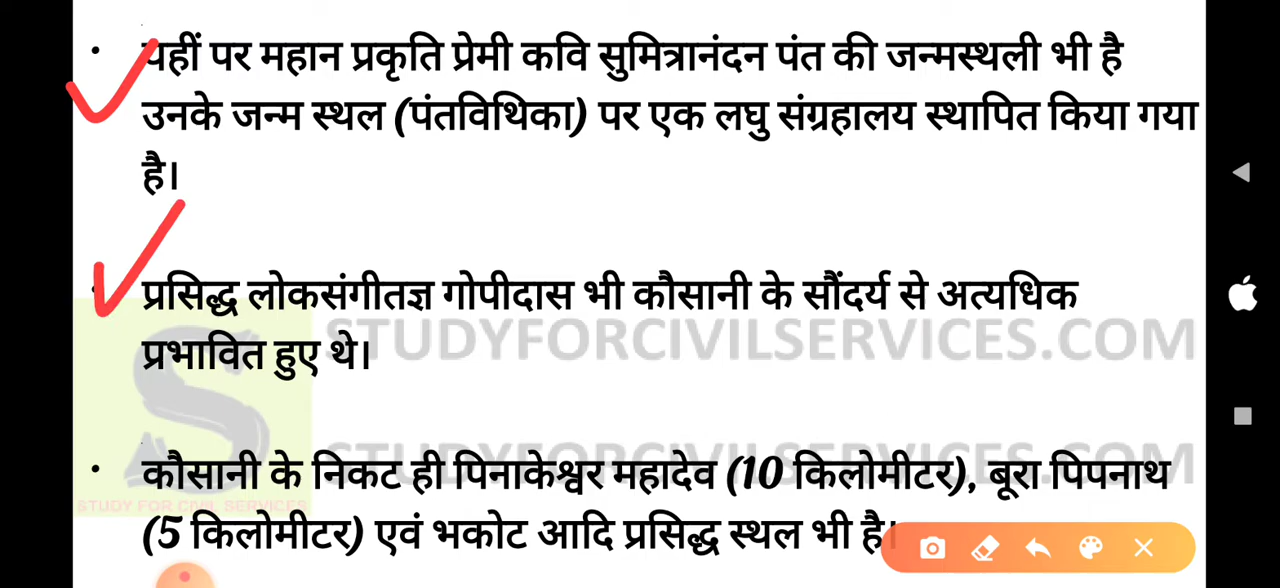 यहीं पर महान प्रकृति प्रेमी कवि सुमित्रानंदन पंत की जन्मस्थली भी है
उनके जन्म स्थल (पंतविथिका) पर एक लघु संग्रहालय स्थापित किया गया
है।
प्रसिद्ध लोकसंगीतज्ञ गोपीदास भी कौसानी के सौंदर्य से अत्यधिक
STUDYFORCIVILSERVICES.COM
प्रभावित हुए थे।
STUDYFORCIVILSERVICES.COM
कौसानी के निकट ही पिनाकेश्वर महादेव (10 किलोमीटर), बूरा पिपनाथ
STUDY FOR CIVIL SERVICES
(5 किलोमीटर) एवं भकोट आदि प्रसिद्ध स्थल भी है।